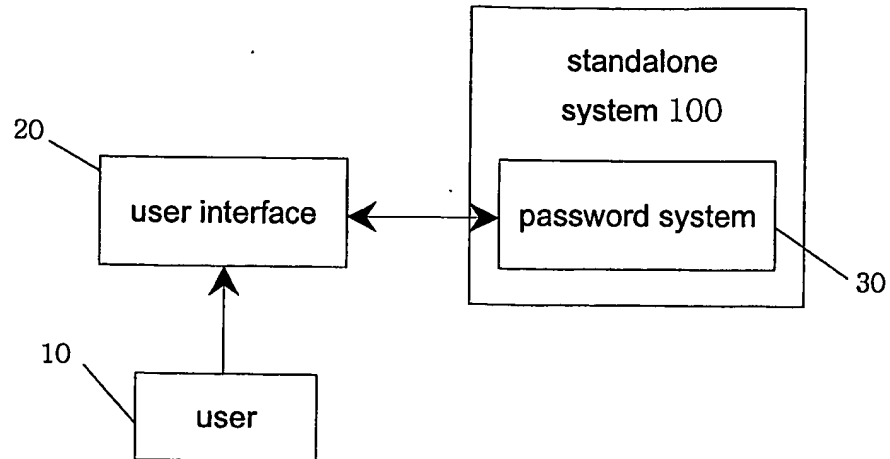 standalone
system 100
20
user interface
password system
30
10
user